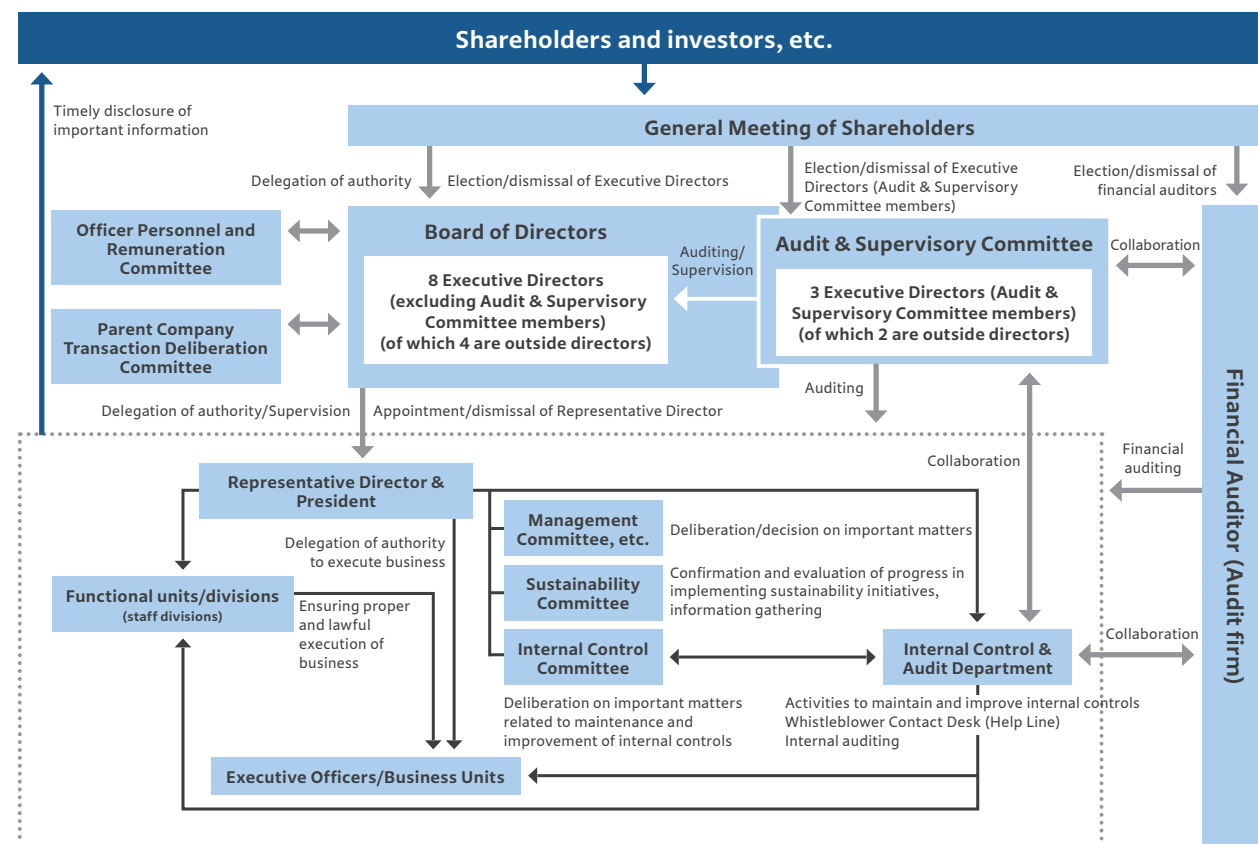 Shareholders and investors, etc.
Timely disclosure of
important information
General Meeting of Shareholders
Delegation of authority
Election/dismissal of Executive Directors
Election/dismissal of Executive
Directors (Audit & Supervisory
Committee members)
Election/dismissal of
financial auditors
Officer Personnel and
Remuneration
Committee
Board of Directors
8 Executive Directors
(excluding Audit & Supervisory
Committee members)
(of which 4 are outside directors)
Auditing/
Supervision
Audit & Supervisory Committee
3 Executive Directors (Audit &
Supervisory Committee members)
(of which 2 are outside directors)
Collaboration
Parent Company
Transaction Deliberation
Committee
Delegation of authority/Supervision
Appointment/dismissal of Representative Director
Auditing
Collaboration
Financial
auditing
Financial Auditor (Audit firm)
Representative Director &
President
Delegation of authority
to execute business
Management
Committee, etc.
Deliberation/decision on important matters
Functional units/divisions
(staff divisions)
Ensuring proper
and lawful
execution of
business
Sustainability
Committee
Confirmation and evaluation of progress in
implementing sustainability initiatives,
information gathering
Internal Control
Committee
Internal Control &
Audit Department
Collaboration
Deliberation on important matters
related to maintenance and
improvement of internal controls
Activities to maintain and improve internal controls
Whistleblower Contact Desk (Help Line)
Internal auditing
Executive Officers/Business Units